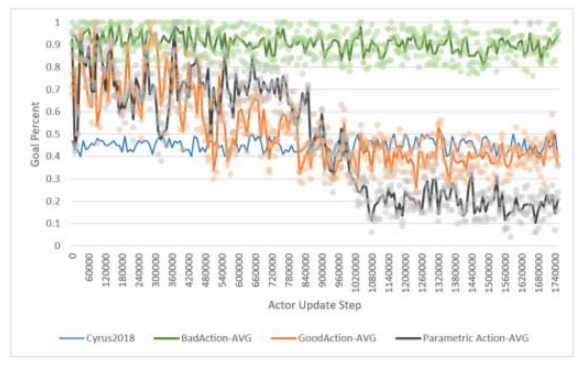 1
0.9
0.8
0.7
0.6
0.5
0.4
0.3
0.2
0.1
0
Goal Percent
0 60000 120000 180000 240000 300000 360000 420000 480000 540000 600000 660000 720000 780000 840000 900000 960000 1020000 1080000 1140000 1200000 1260000 1320000 1380000 1440000 1500000 1560000 1620000 1680000 1740000
Actor Update Step
Cyrus2018 BadAction-AVG GoodAction-AVG Parametric Action-AVG